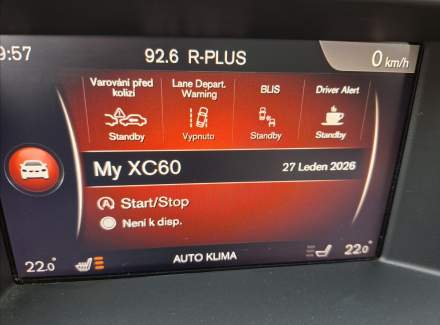 9:57 92.6 R-PLUS 0 km/h
Varování před kolizí Lane Depart. Warning BLIS Driver Alert
Standby Vypnuto Standby Standby
My XC60 27 Leden 2026
Start/Stop
Není k disp.
22.0° AUTO KLIMA 22.0°